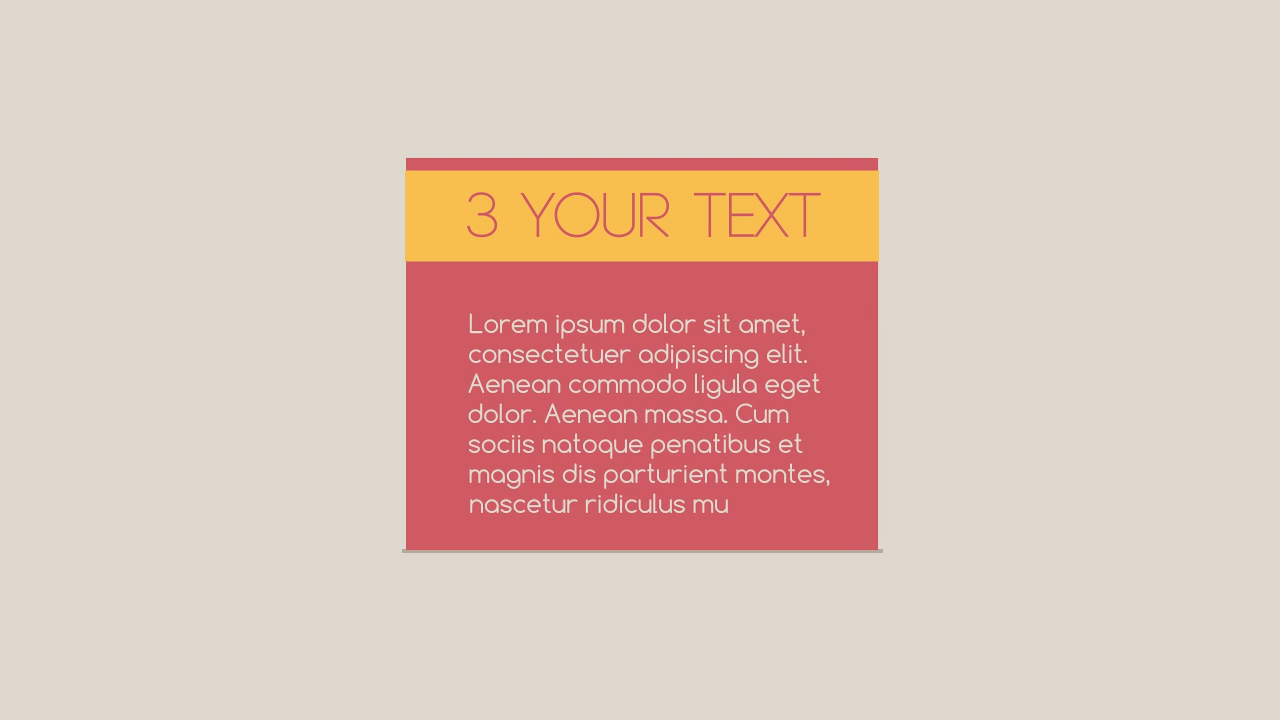 3 YOUR TEXT
Lorem ipsum dolor sit amet,
consectetuer adipiscing elit.
Aenean commodo ligula eget
dolor. Aenean massa. Cum
sociis natoque penatibus et
magnis dis parturient montes,
nascetur ridiculus mu